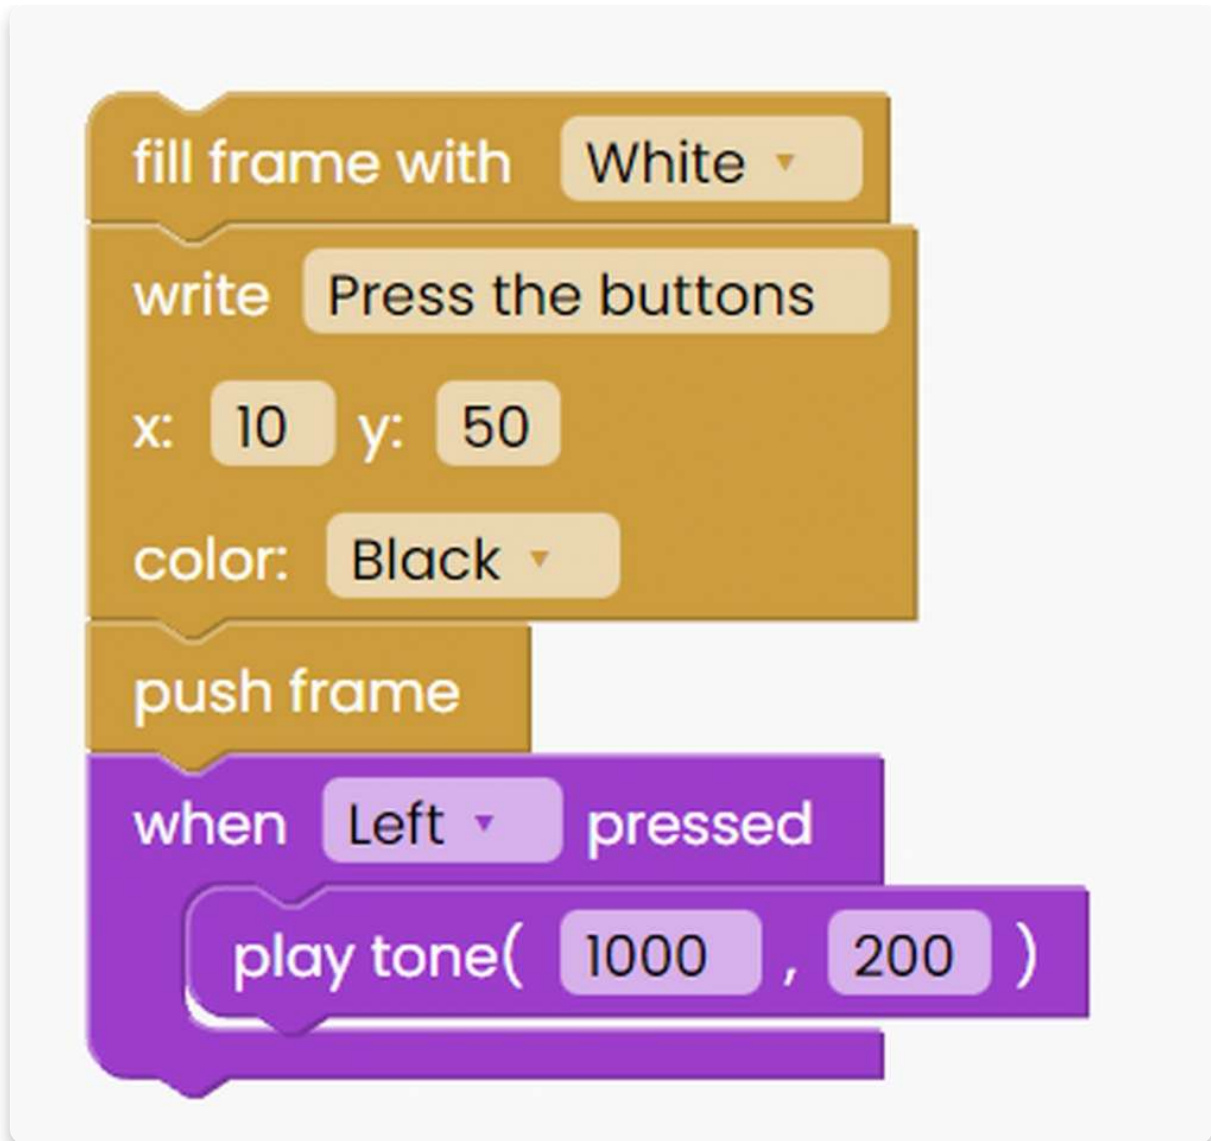 fill frame with White
write Press the buttons
x: 10 y: 50
color: Black
push frame
when Left pressed
play tone( 1000 , 200 )